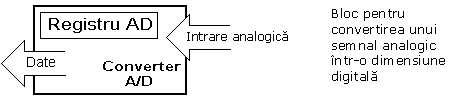 Registru AD
Intrare analogică
Date
Converter
A/D
Bloc pentru
convertirea unui
semnal analogic
într-o dimensiune
digitală